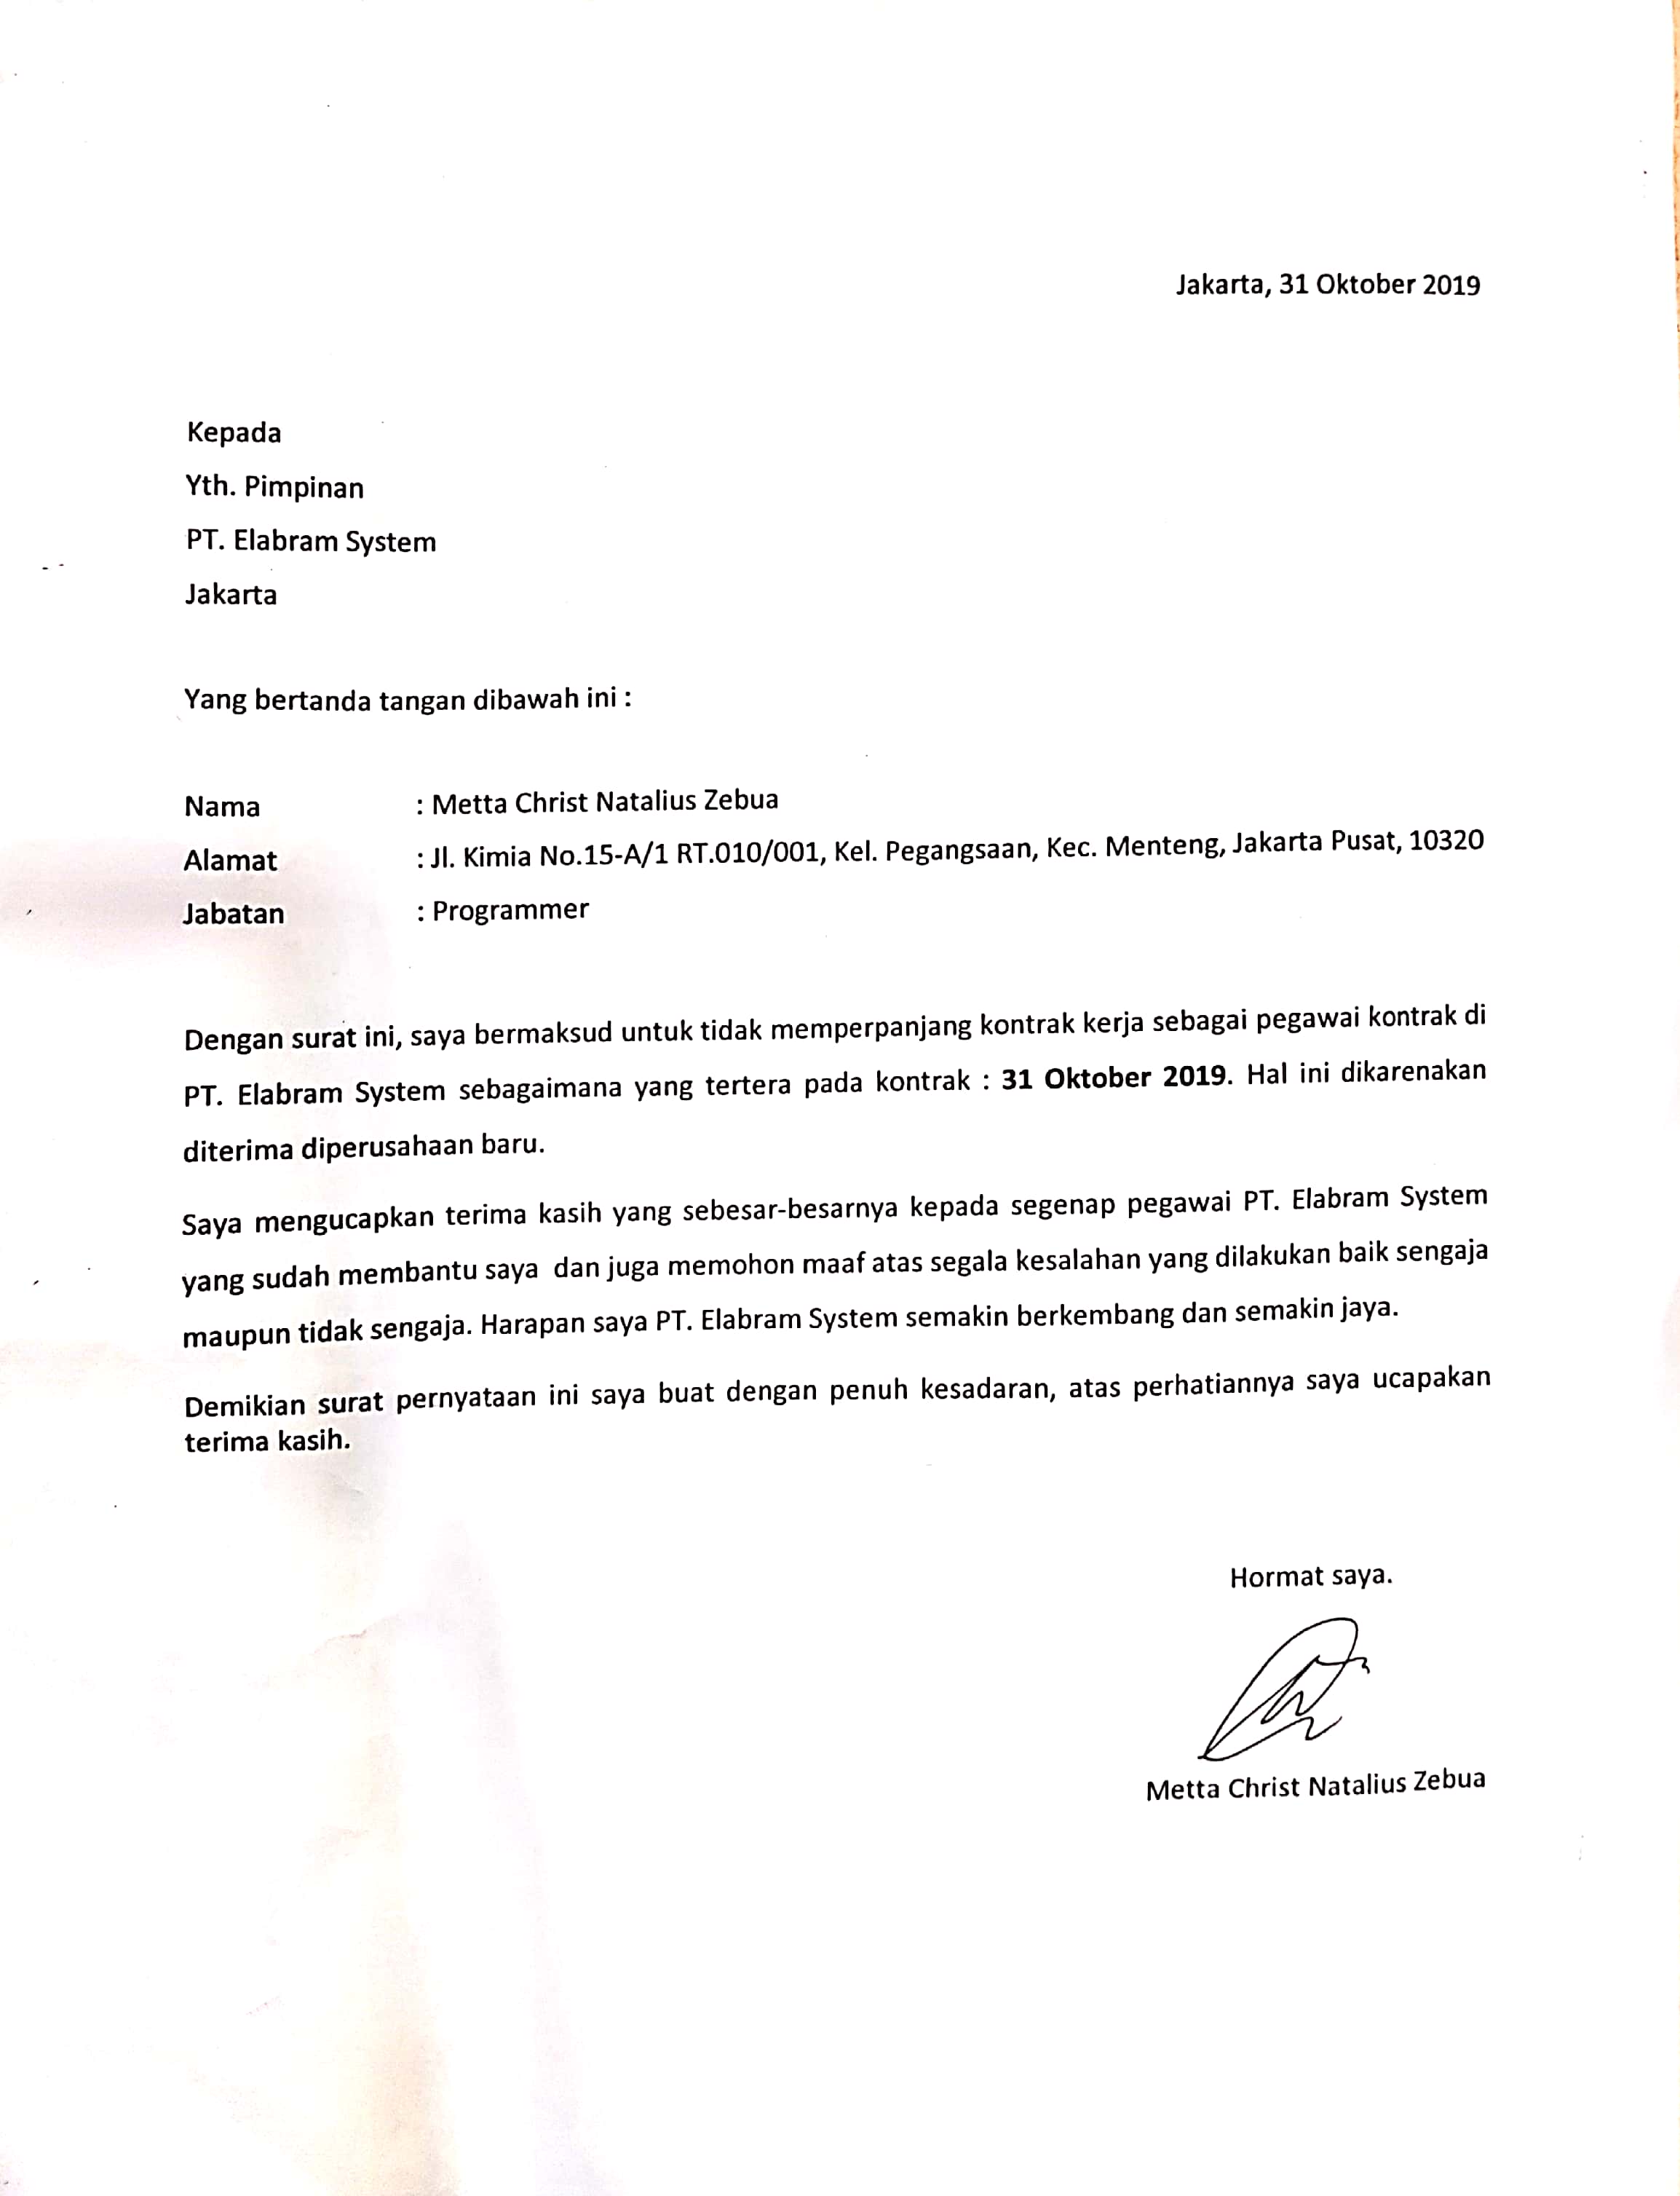 Jakarta, 31 Oktober 2019
Kepada
Yth. Pimpinan
PT. Elabram System
Jakarta
Yang bertanda tangan dibawah ini :
Nama : Metta Christ Natalius Zebua
Alamat : Jl. Kimia No.15-A/1 RT.010/001, Kel. Pegangsaan, Kec. Menteng, Jakarta Pusat, 10320
Jabatan : Programmer
Dengan surat ini, saya bermaksud untuk tidak memperpanjang kontrak kerja sebagai pegawai kontrak di
PT. Elabram System sebagaimana yang tertera pada kontrak : 31 Oktober 2019. Hal ini dikarenakan
diterima diperusahaan baru.
Saya mengucapkan terima kasih yang sebesar-besarnya kepada segenap pegawai PT. Elabram System
yang sudah membantu saya dan juga memohon maaf atas segala kesalahan yang dilakukan baik sengaja
maupun tidak sengaja. Harapan saya PT. Elabram System semakin berkembang dan semakin jaya.
Demikian surat pernyataan ini saya buat dengan penuh kesadaran, atas perhatiannya saya ucapakan
terima kasih.
Hormat saya.
Metta Christ Natalius Zebua